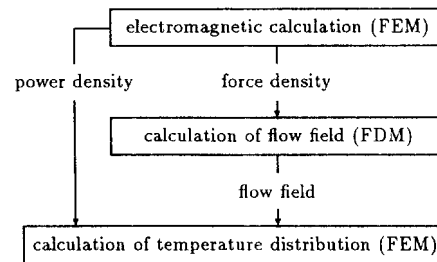 electromagnetic calculation (FEM)
power density
force density
calculation of flow field (FDM)
flow field
calculation of temperature distribution (FEM)